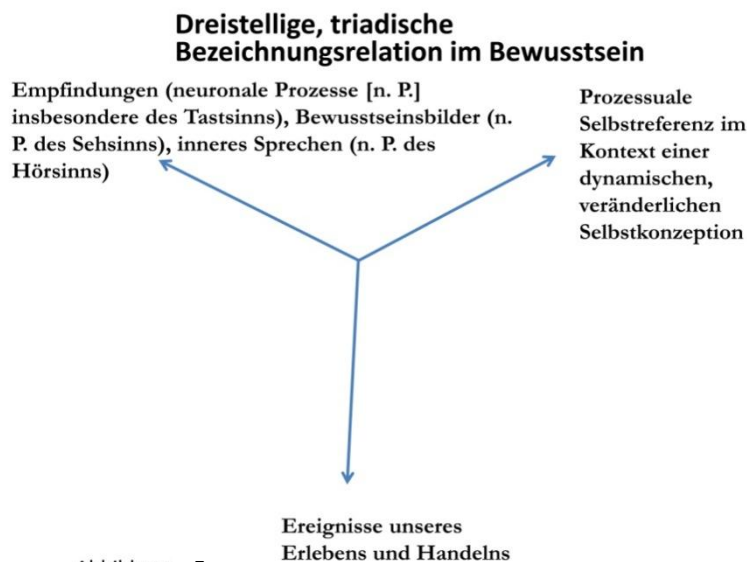 Dreistellige, triadische
Bezeichnungsrelation im Bewusstsein
Empfindungen (neuronale Prozesse [n. P.]
insbesondere des Tastsinns), Bewusstseinsbilder (n.
P. des Sehsinns), inneres Sprechen (n. P. des
Hörsinns)
Prozessuale
Selbstreferenz im
Kontext einer
dynamischen,
veränderlichen
Selbstkonzeption
Ereignisse unseres
Erlebens und Handelns